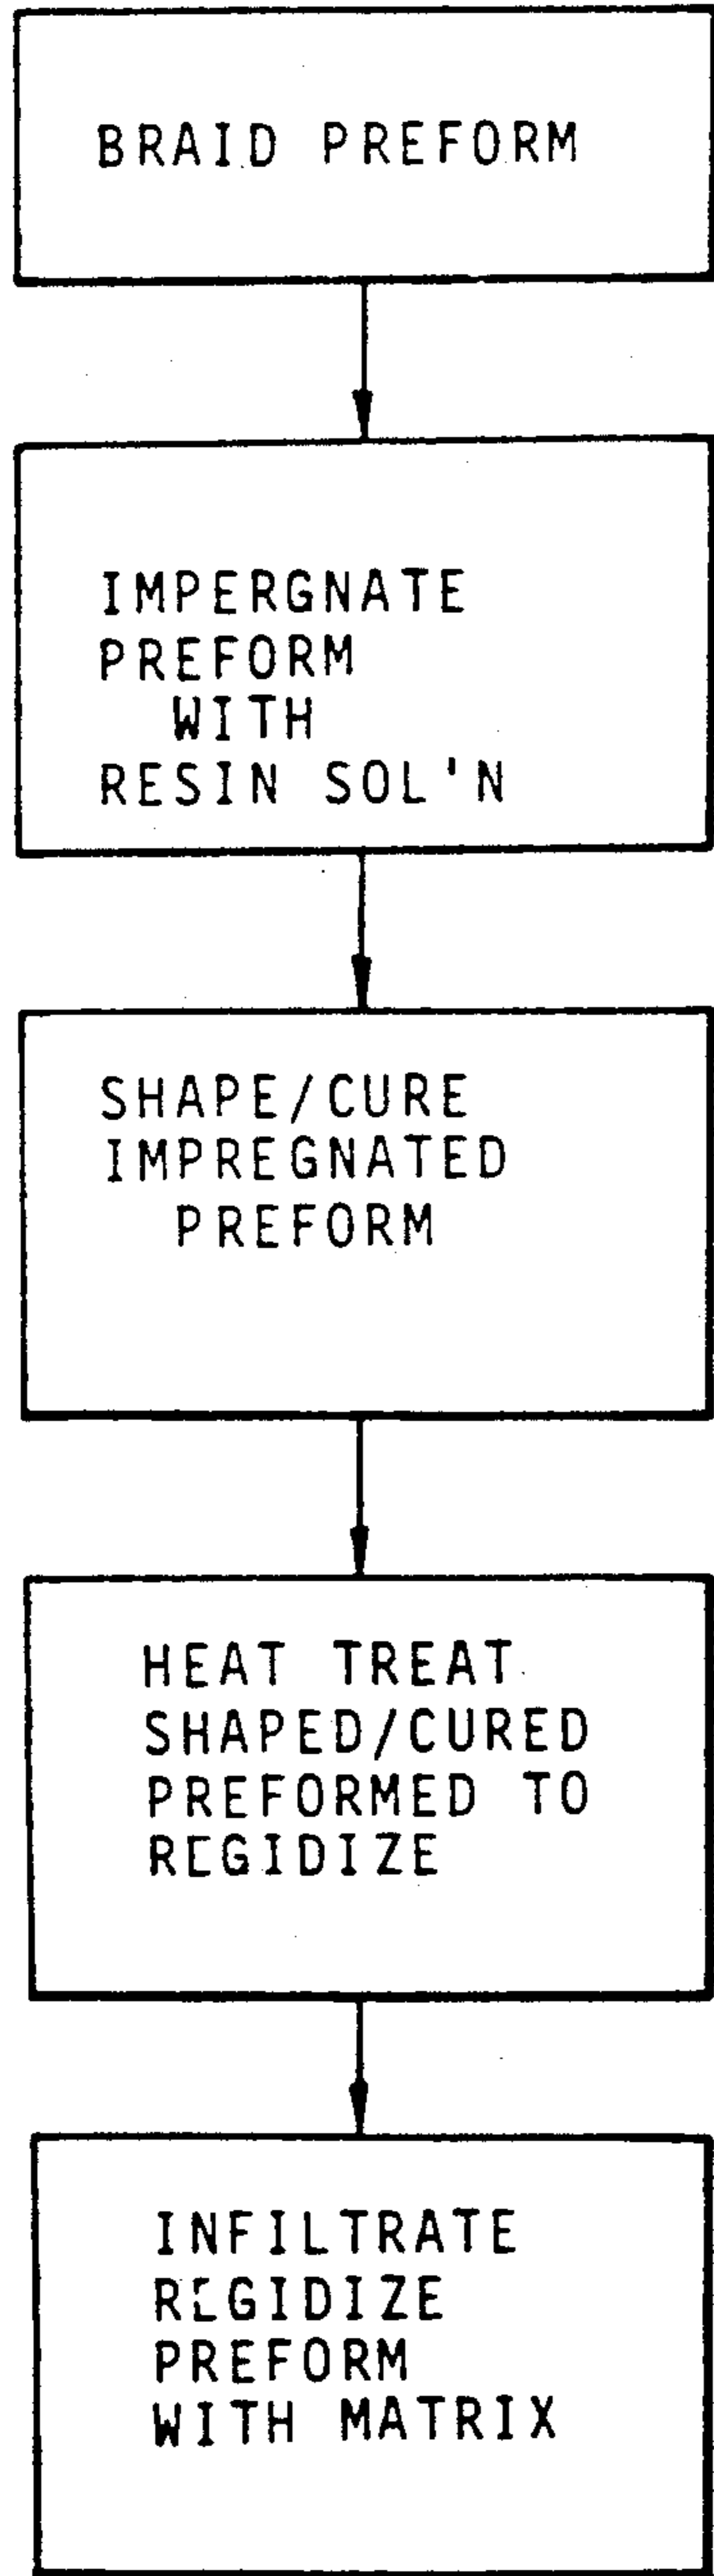 BRAID PREFORM
IMPERGNATE
PREFORM
WITH
RESIN SOL'N
SHAPE/CURE
IMPREGNATED
PREFORM
HEAT TREAT
SHAPED/CURED
PREFORMED TO
REGIDIZE
INFILTRATE
REGIDIZE
PREFORM
WITH MATRIX